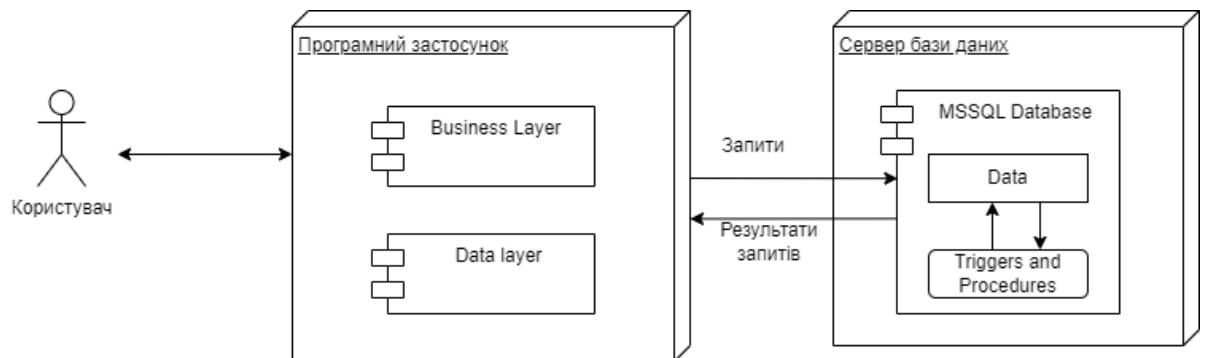 Програмний застосунок
Сервер бази даних
Business Layer
MSSQL Database
Запити
Data
Користувач
Результати
запитів
Data layer
Triggers and
Procedures